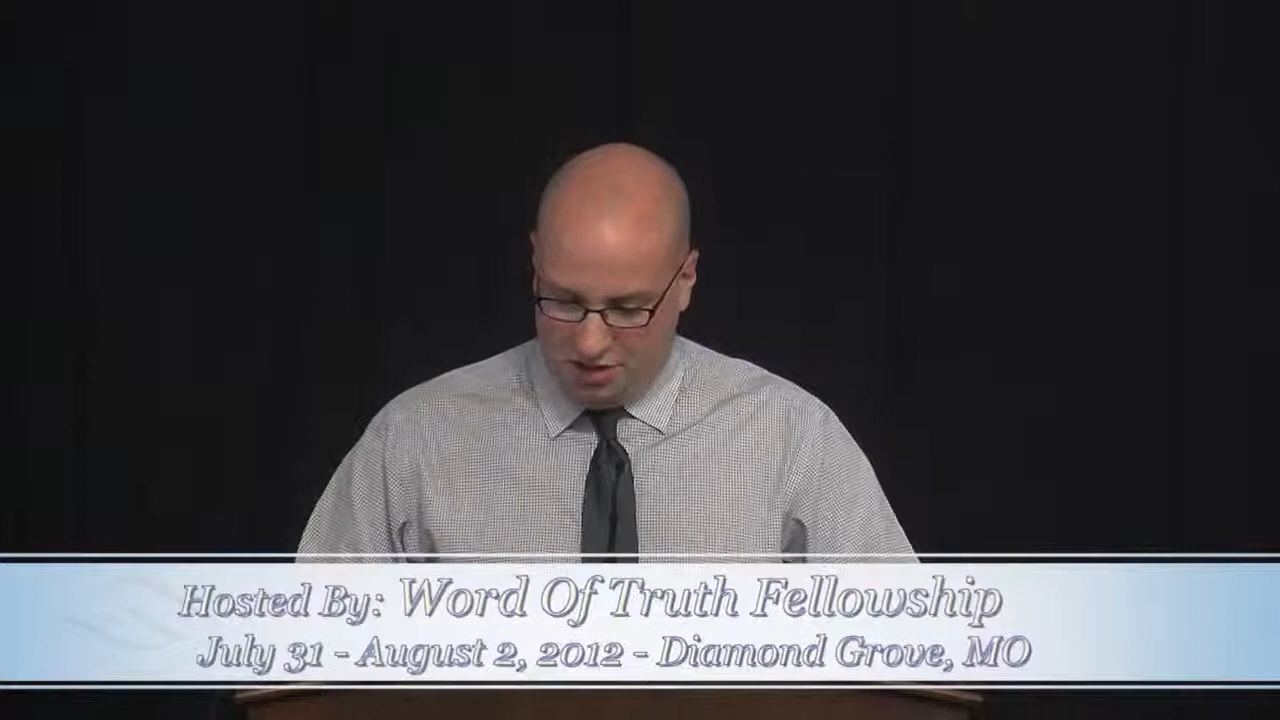 Hosted By: Word Of Truth Fellowship
July 31 - August 2, 2012 - Diamond Grove, MO